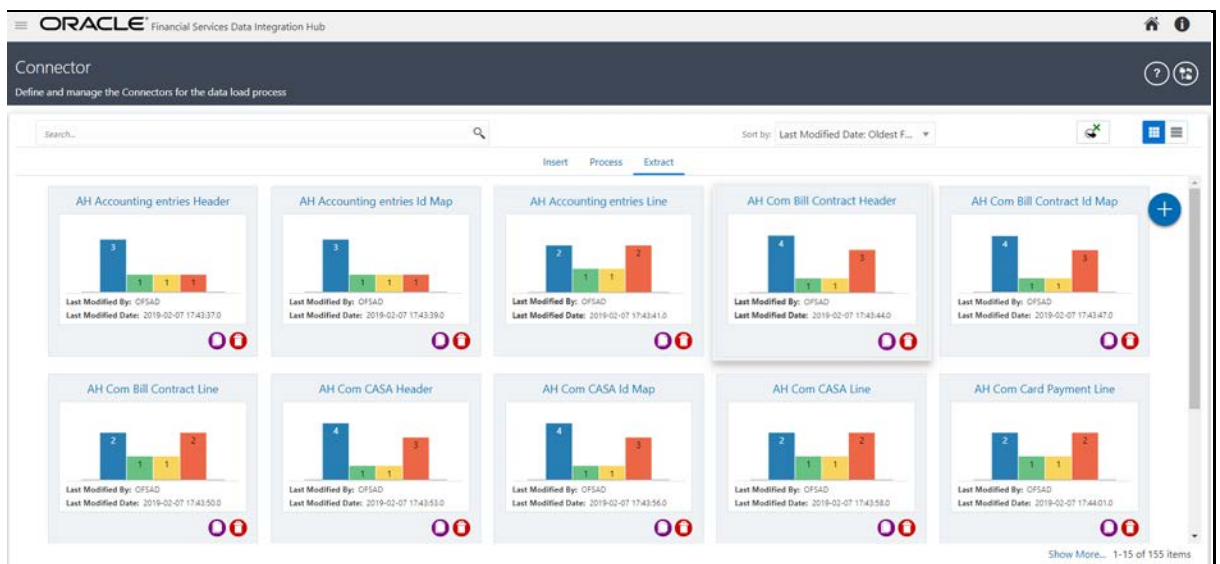 ORACLE® Financial Services Data Integration Hub
Connector
Define and manage the Connectors for the data load process
Search...
Sort by: Last Modified Date: Oldest F...
Insert Process Extract
AH Accounting entries Header
3 1 1 1
Last Modified By: OFSAD
Last Modified Date: 2019-02-07 17:43:37.0
AH Accounting entries Id Map
3 1 1 1
Last Modified By: OFSAD
Last Modified Date: 2019-02-07 17:43:39.0
AH Accounting entries Line
2 1 1 2
Last Modified By: OFSAD
Last Modified Date: 2019-02-07 17:43:41.0
AH Com Bill Contract Header
4 1 1 3
Last Modified By: OFSAD
Last Modified Date: 2019-02-07 17:43:44.0
AH Com Bill Contract Id Map
4 1 1 3
Last Modified By: OFSAD
Last Modified Date: 2019-02-07 17:43:47.0
AH Com Bill Contract Line
2 1 1 2
Last Modified By: OFSAD
Last Modified Date: 2019-02-07 17:43:50.0
AH Com CASA Header
4 1 1 3
Last Modified By: OFSAD
Last Modified Date: 2019-02-07 17:43:53.0
AH Com CASA Id Map
4 1 1 3
Last Modified By: OFSAD
Last Modified Date: 2019-02-07 17:43:56.0
AH Com CASA Line
2 1 1 2
Last Modified By: OFSAD
Last Modified Date: 2019-02-07 17:43:58.0
AH Com Card Payment Line
2 1 1 2
Last Modified By: OFSAD
Last Modified Date: 2019-02-07 17:44:01.0
Show More... 1-15 of 155 items